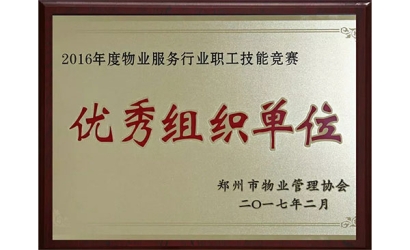 2016年度物业服务行业职工技能竞赛
优秀组织单位
郑州市物业管理协会
二〇一七年二月